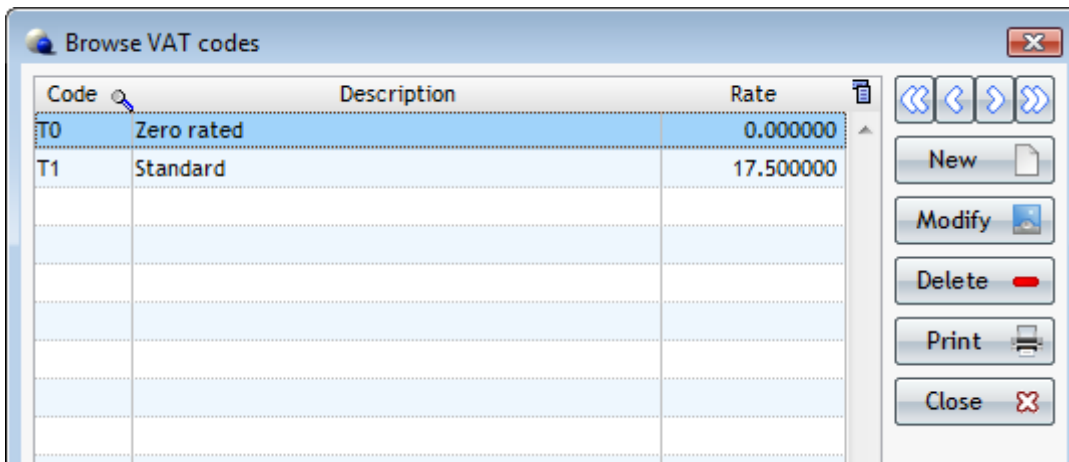 Browse VAT codes
Code Description Rate
T0 Zero rated 0.000000
T1 Standard 17.500000
New
Modify
Delete
Print
Close